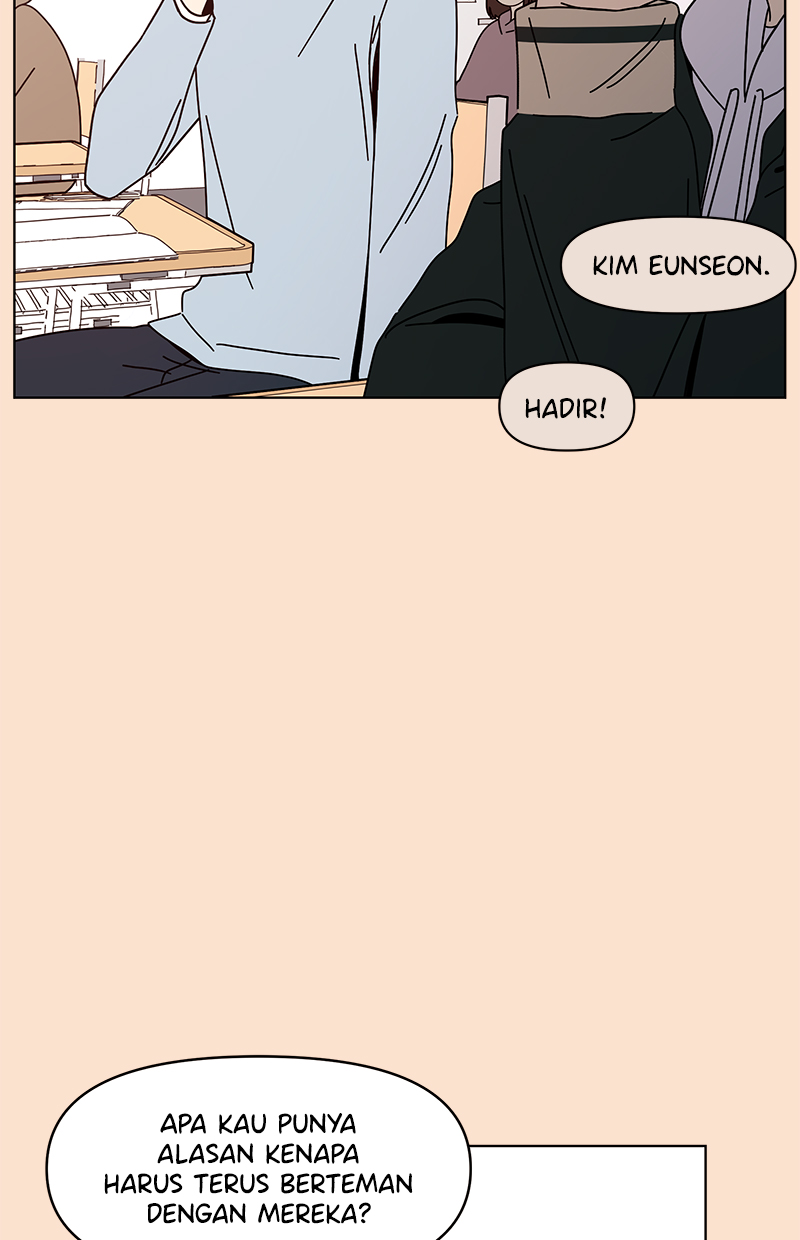 KIM EUNSEON.
HADIR!
APA KAU PUNYA
ALASAN KENAPA
HARUS TERUS BERTEMAN
DENGAN MEREKA?